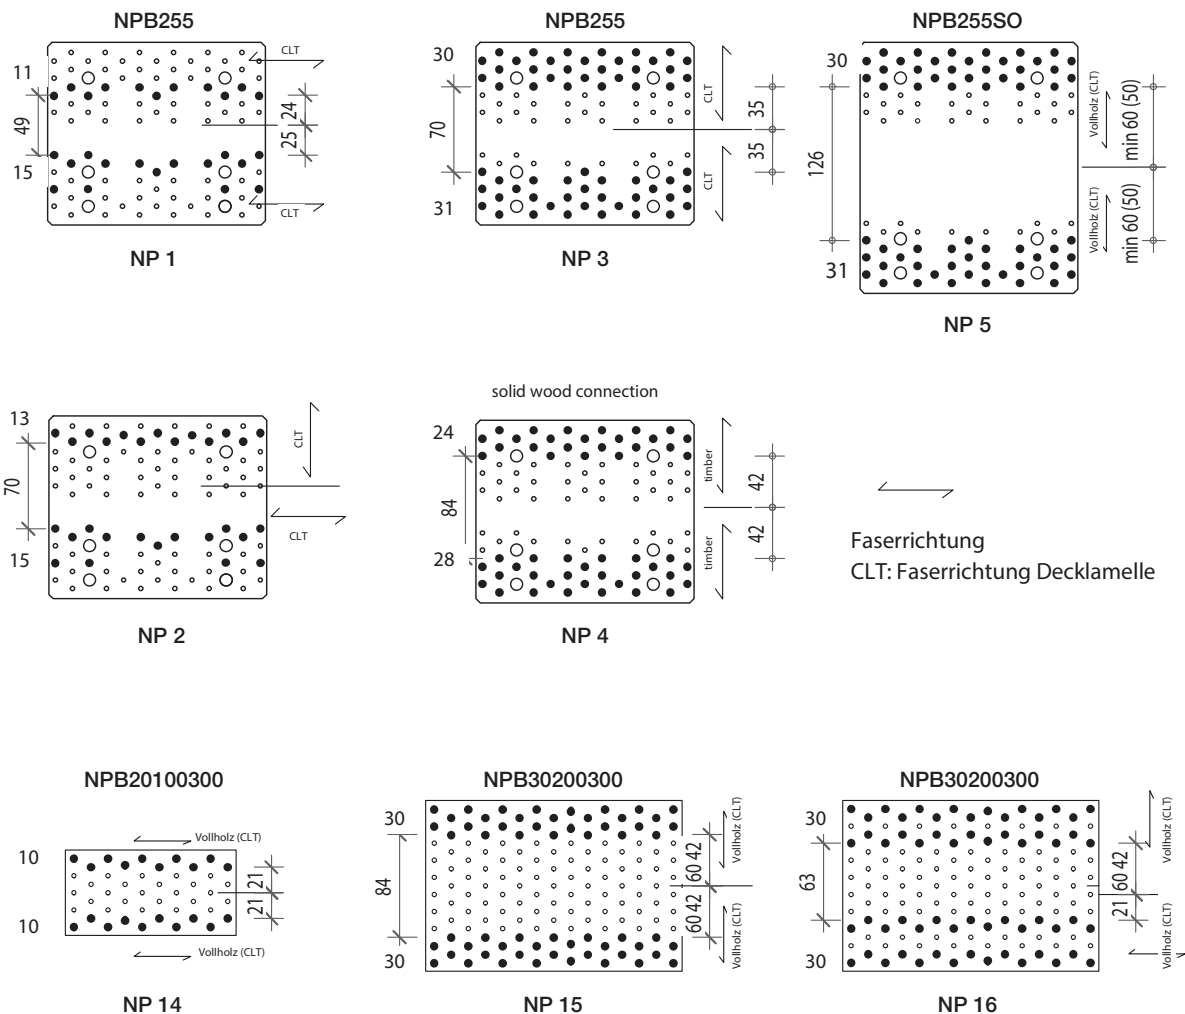 NPB255
11
49
15
CLT
24
25
CLT
NP 1
NPB255
30
70
31
CLT
35
35
CLT
NP 3
NPB255SO
30
126
31
Vollholz (CLT)
min 60 (50)
Vollholz (CLT)
min 60 (50)
NP 5
13
70
15
CLT
CLT
NP 2
solid wood connection
24
84
28
timber
42
42
timber
NP 4
Faserrichtung
CLT: Faserrichtung Decklamelle
NPB20100300
Vollholz (CLT)
10
21
21
10
Vollholz (CLT)
NP 14
NPB30200300
30
84
30
60 42
Vollholz (CLT)
60 42
Vollholz (CLT)
NP 15
NPB30200300
30
63
30
60 42
Vollholz (CLT)
21
Vollholz (CLT)
NP 16